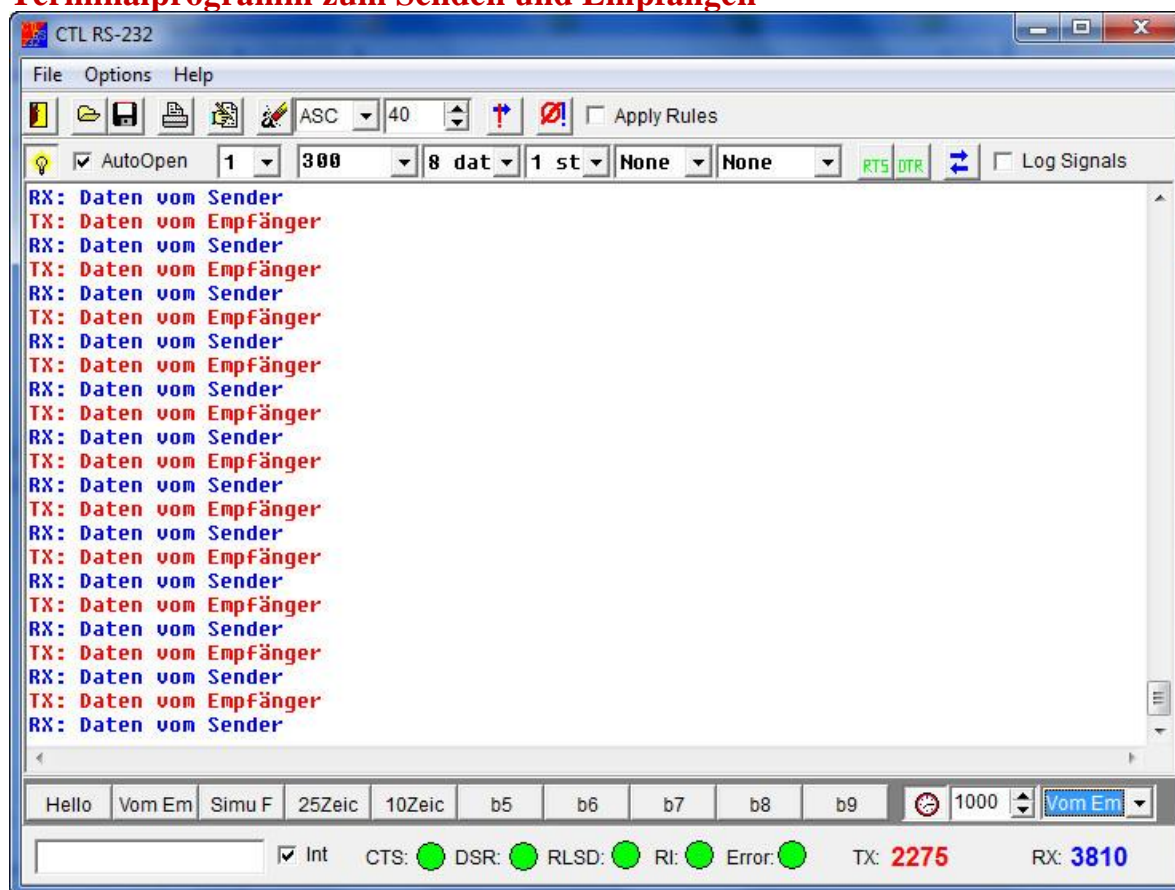 Terminalprogramm zum Senden und Empfangen
CTL RS-232
File Options Help
ASC 40 Apply Rules
AutoOpen 1 300 8 dat 1 st None None RTS DTR Log Signals
RX: Daten vom Sender
TX: Daten vom Empfänger
RX: Daten vom Sender
TX: Daten vom Empfänger
RX: Daten vom Sender
TX: Daten vom Empfänger
RX: Daten vom Sender
TX: Daten vom Empfänger
RX: Daten vom Sender
TX: Daten vom Empfänger
RX: Daten vom Sender
TX: Daten vom Empfänger
RX: Daten vom Sender
TX: Daten vom Empfänger
RX: Daten vom Sender
TX: Daten vom Empfänger
RX: Daten vom Sender
TX: Daten vom Empfänger
RX: Daten vom Sender
TX: Daten vom Empfänger
RX: Daten vom Sender
TX: Daten vom Empfänger
RX: Daten vom Sender
Hello Vom Em Simu F 25Zeic 10Zeic b5 b6 b7 b8 b9 1000 Vom Em
Int CTS: DSR: RLSD: RI: Error: TX: 2275 RX: 3810